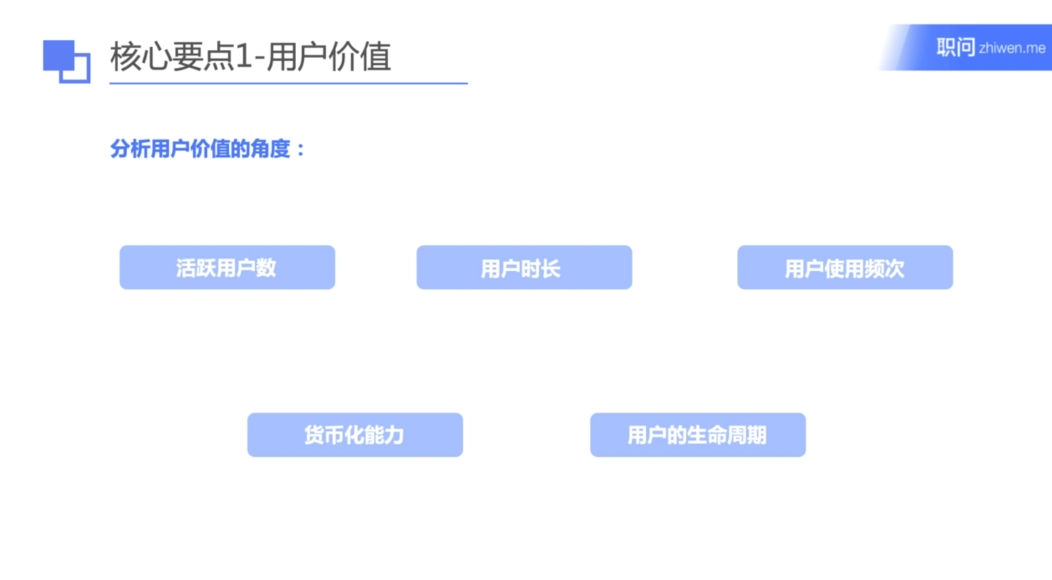 核心要点1-用户价值
职问 zhiwen.me
分析用户价值的角度：
活跃用户数
用户时长
用户使用频次
货币化能力
用户的生命周期